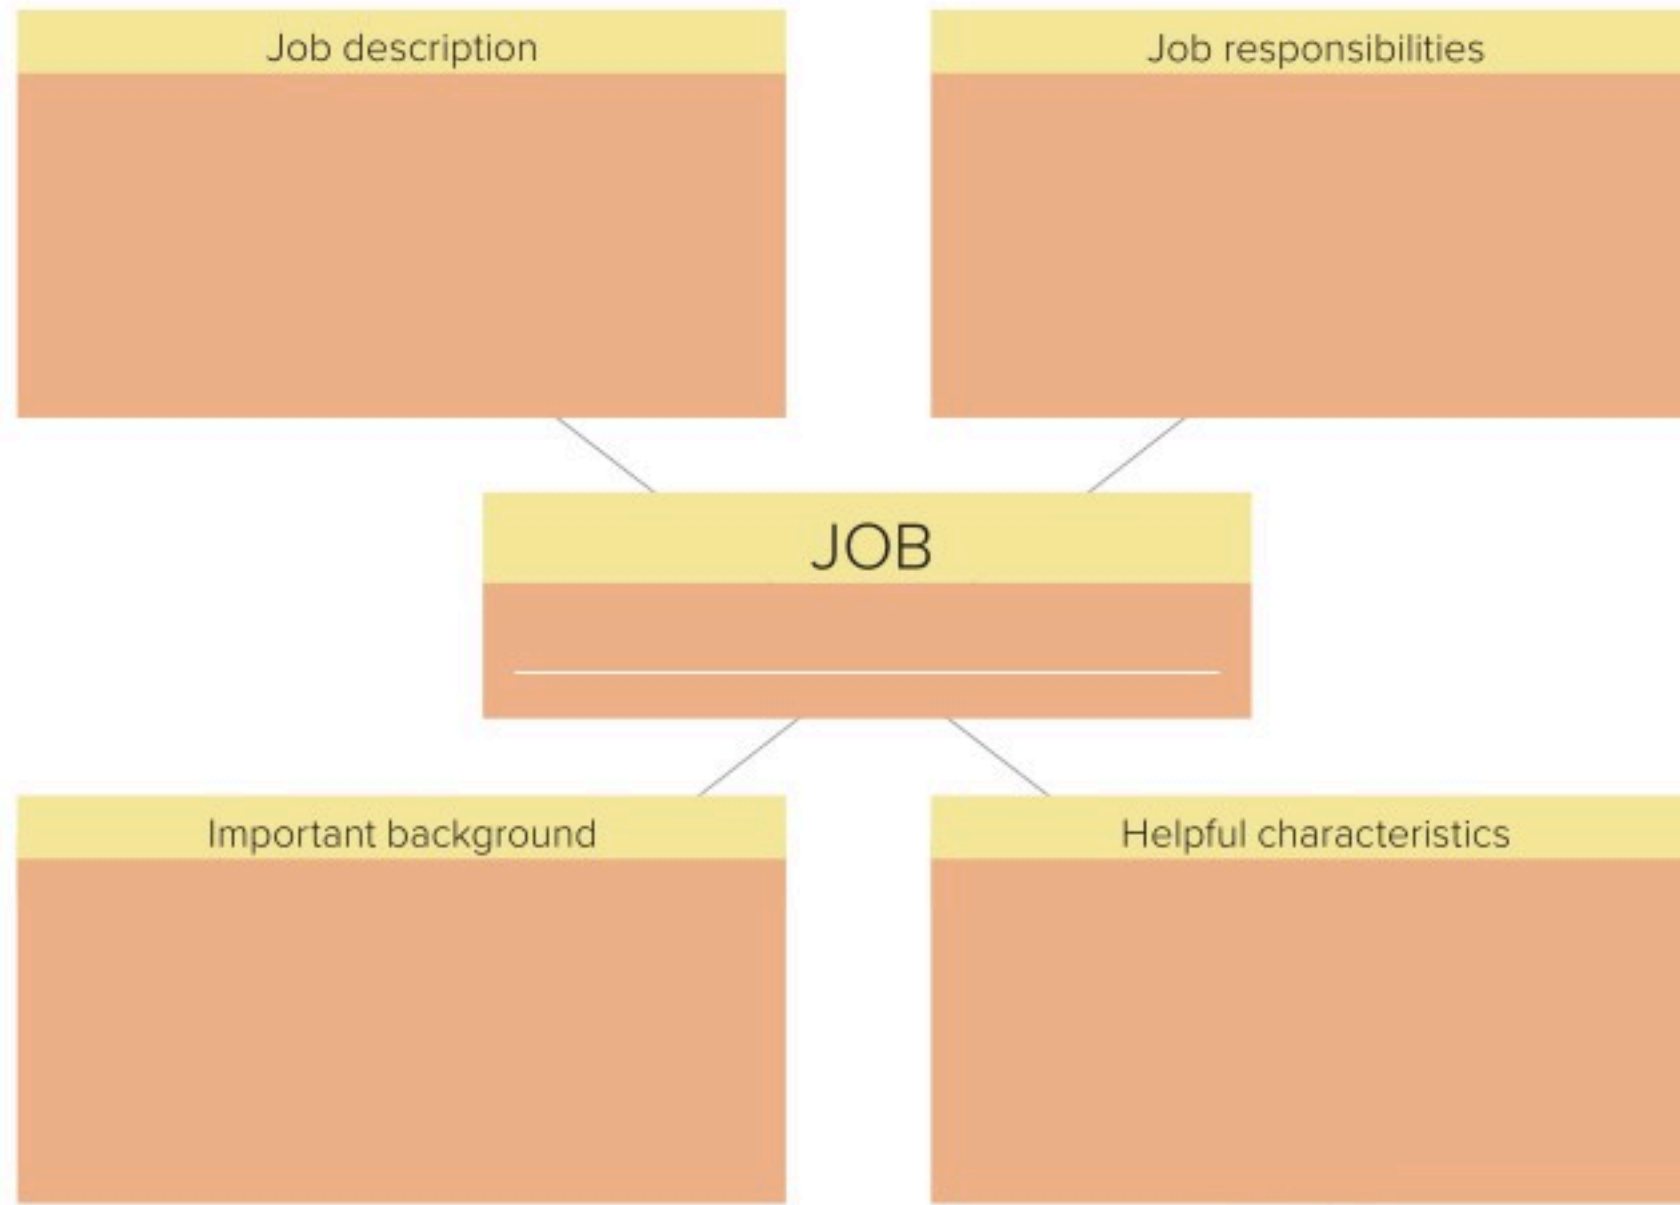 Job description
Job responsibilities
JOB
Important background
Helpful characteristics